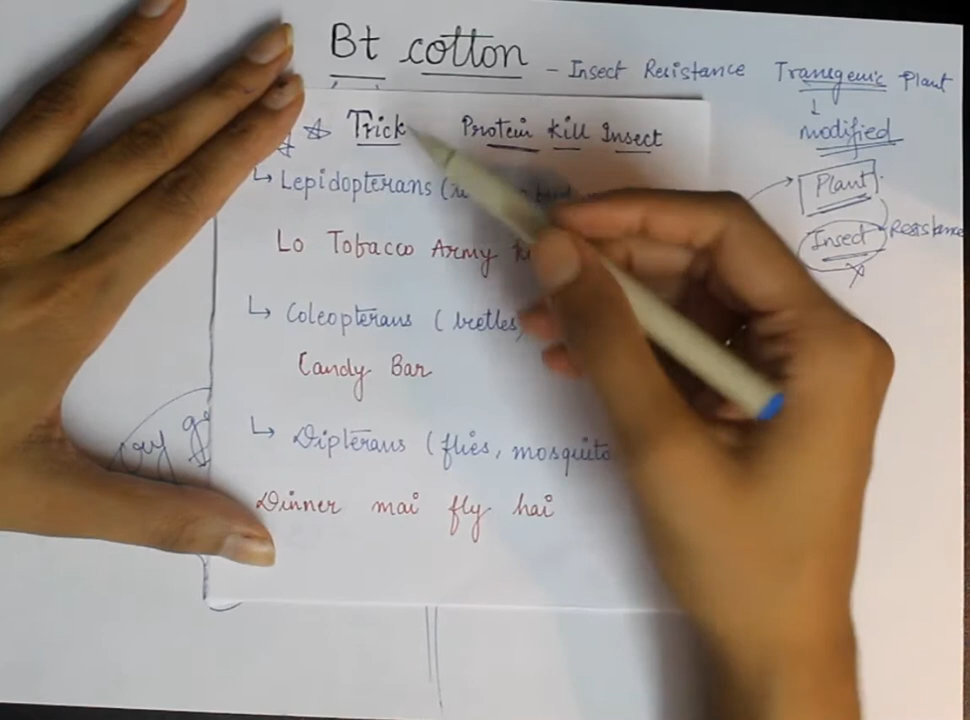 Bt cotton - Insect Resistance Transgenic Plant
↓
modified
Plant
Insect Resistance
Trick Protein kill Insect
↳ Lepidopterans (
Lo Tobacco Army
↳ Coleopterans (beetles,
Candy Bar
↳ Dipterans (flies, mosquito
Dinner mai fly hai